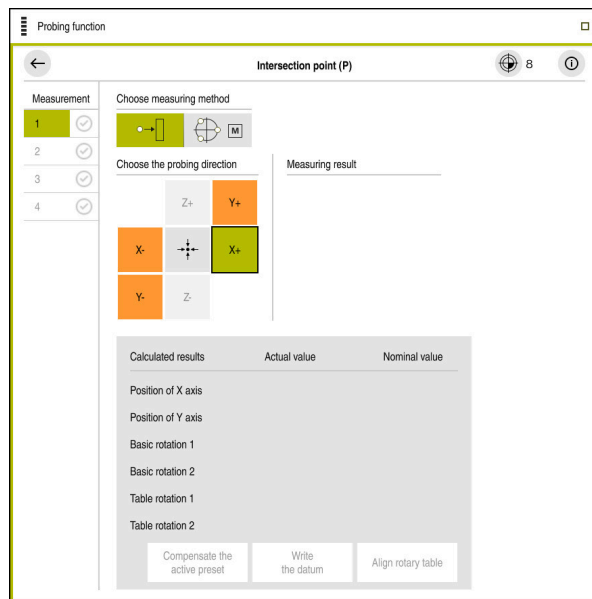 Probing function
Intersection point (P)
8
Measurement
1
2
3
4
Choose measuring method
M
Choose the probing direction
Z+
Y+
X-
X+
Y-
Z-
Measuring result
Calculated results Actual value Nominal value
Position of X axis
Position of Y axis
Basic rotation 1
Basic rotation 2
Table rotation 1
Table rotation 2
Compensate the
active preset
Write
the datum
Align rotary table